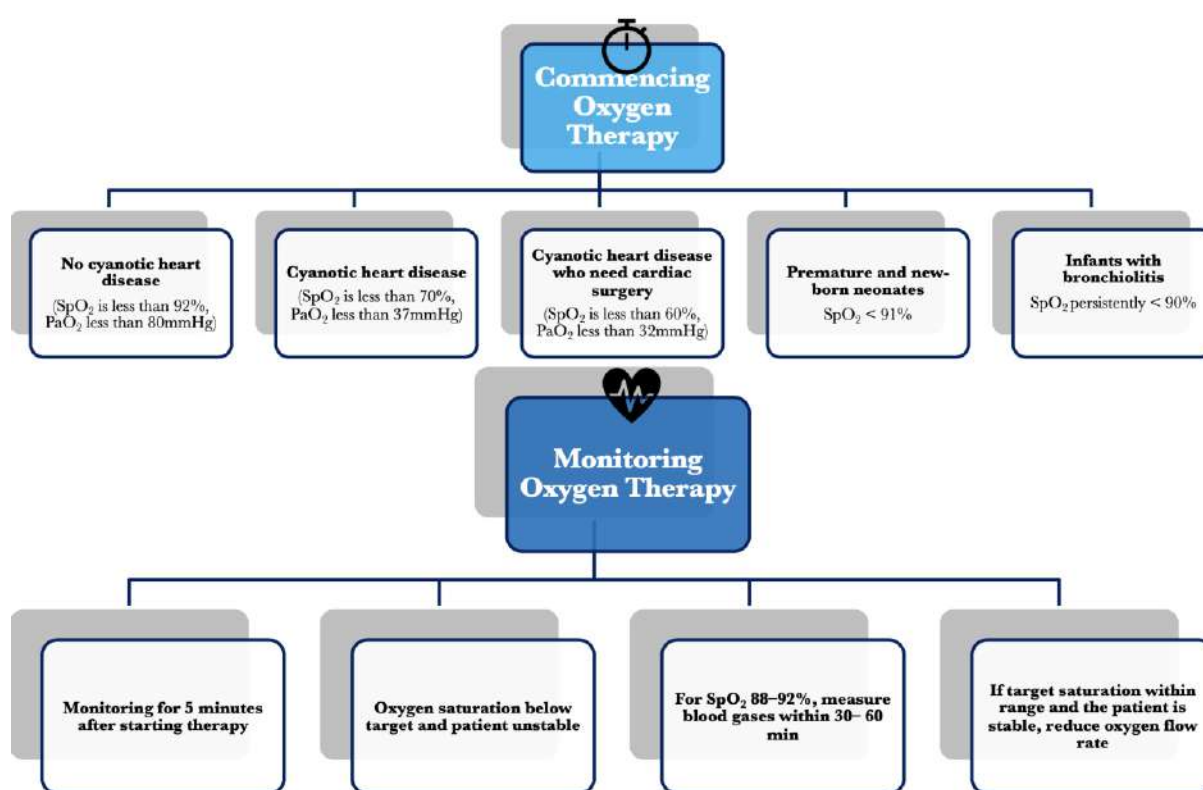 Commencing
Oxygen
Therapy
No cyanotic heart
disease
(SpO₂ is less than 92%,
PaO₂ less than 80mmHg)
Cyanotic heart disease
(SpO₂ is less than 70%,
PaO₂ less than 37mmHg)
Cyanotic heart disease
who need cardiac
surgery
(SpO₂ is less than 60%,
PaO₂ less than 32mmHg)
Premature and new-
born neonates
SpO₂ < 91%
Infants with
bronchiolitis
SpO₂ persistently < 90%
Monitoring
Oxygen Therapy
Monitoring for 5 minutes
after starting therapy
Oxygen saturation below
target and patient unstable
For SpO₂ 88–92%, measure
blood gases within 30– 60
min
If target saturation within
range and the patient is
stable, reduce oxygen flow
rate